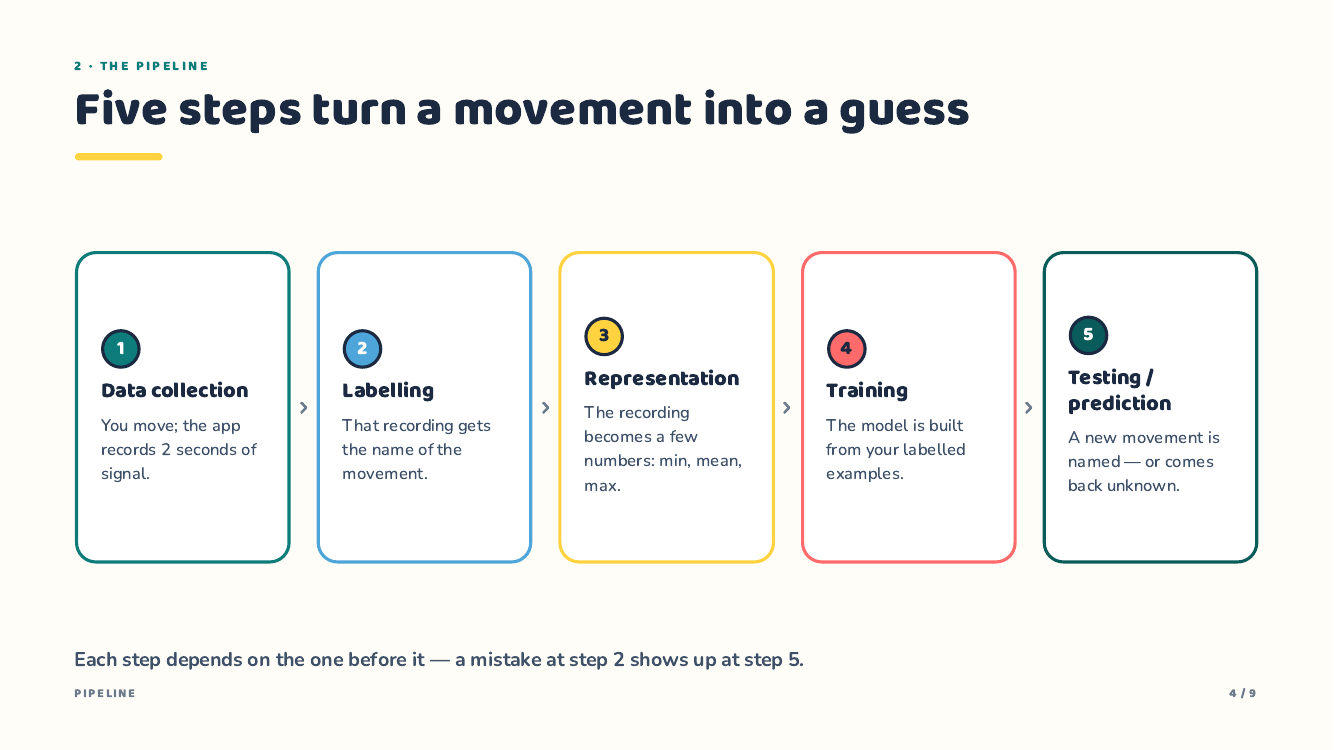 2 · THE PIPELINE
Five steps turn a movement into a guess
1
Data collection
You move; the app
records 2 seconds of
signal.
›
2
Labelling
That recording gets
the name of the
movement.
›
3
Representation
The recording
becomes a few
numbers: min, mean,
max.
›
4
Training
The model is built
from your labelled
examples.
›
5
Testing /
prediction
A new movement is
named — or comes
back unknown.
Each step depends on the one before it — a mistake at step 2 shows up at step 5.
PIPELINE
4 / 9